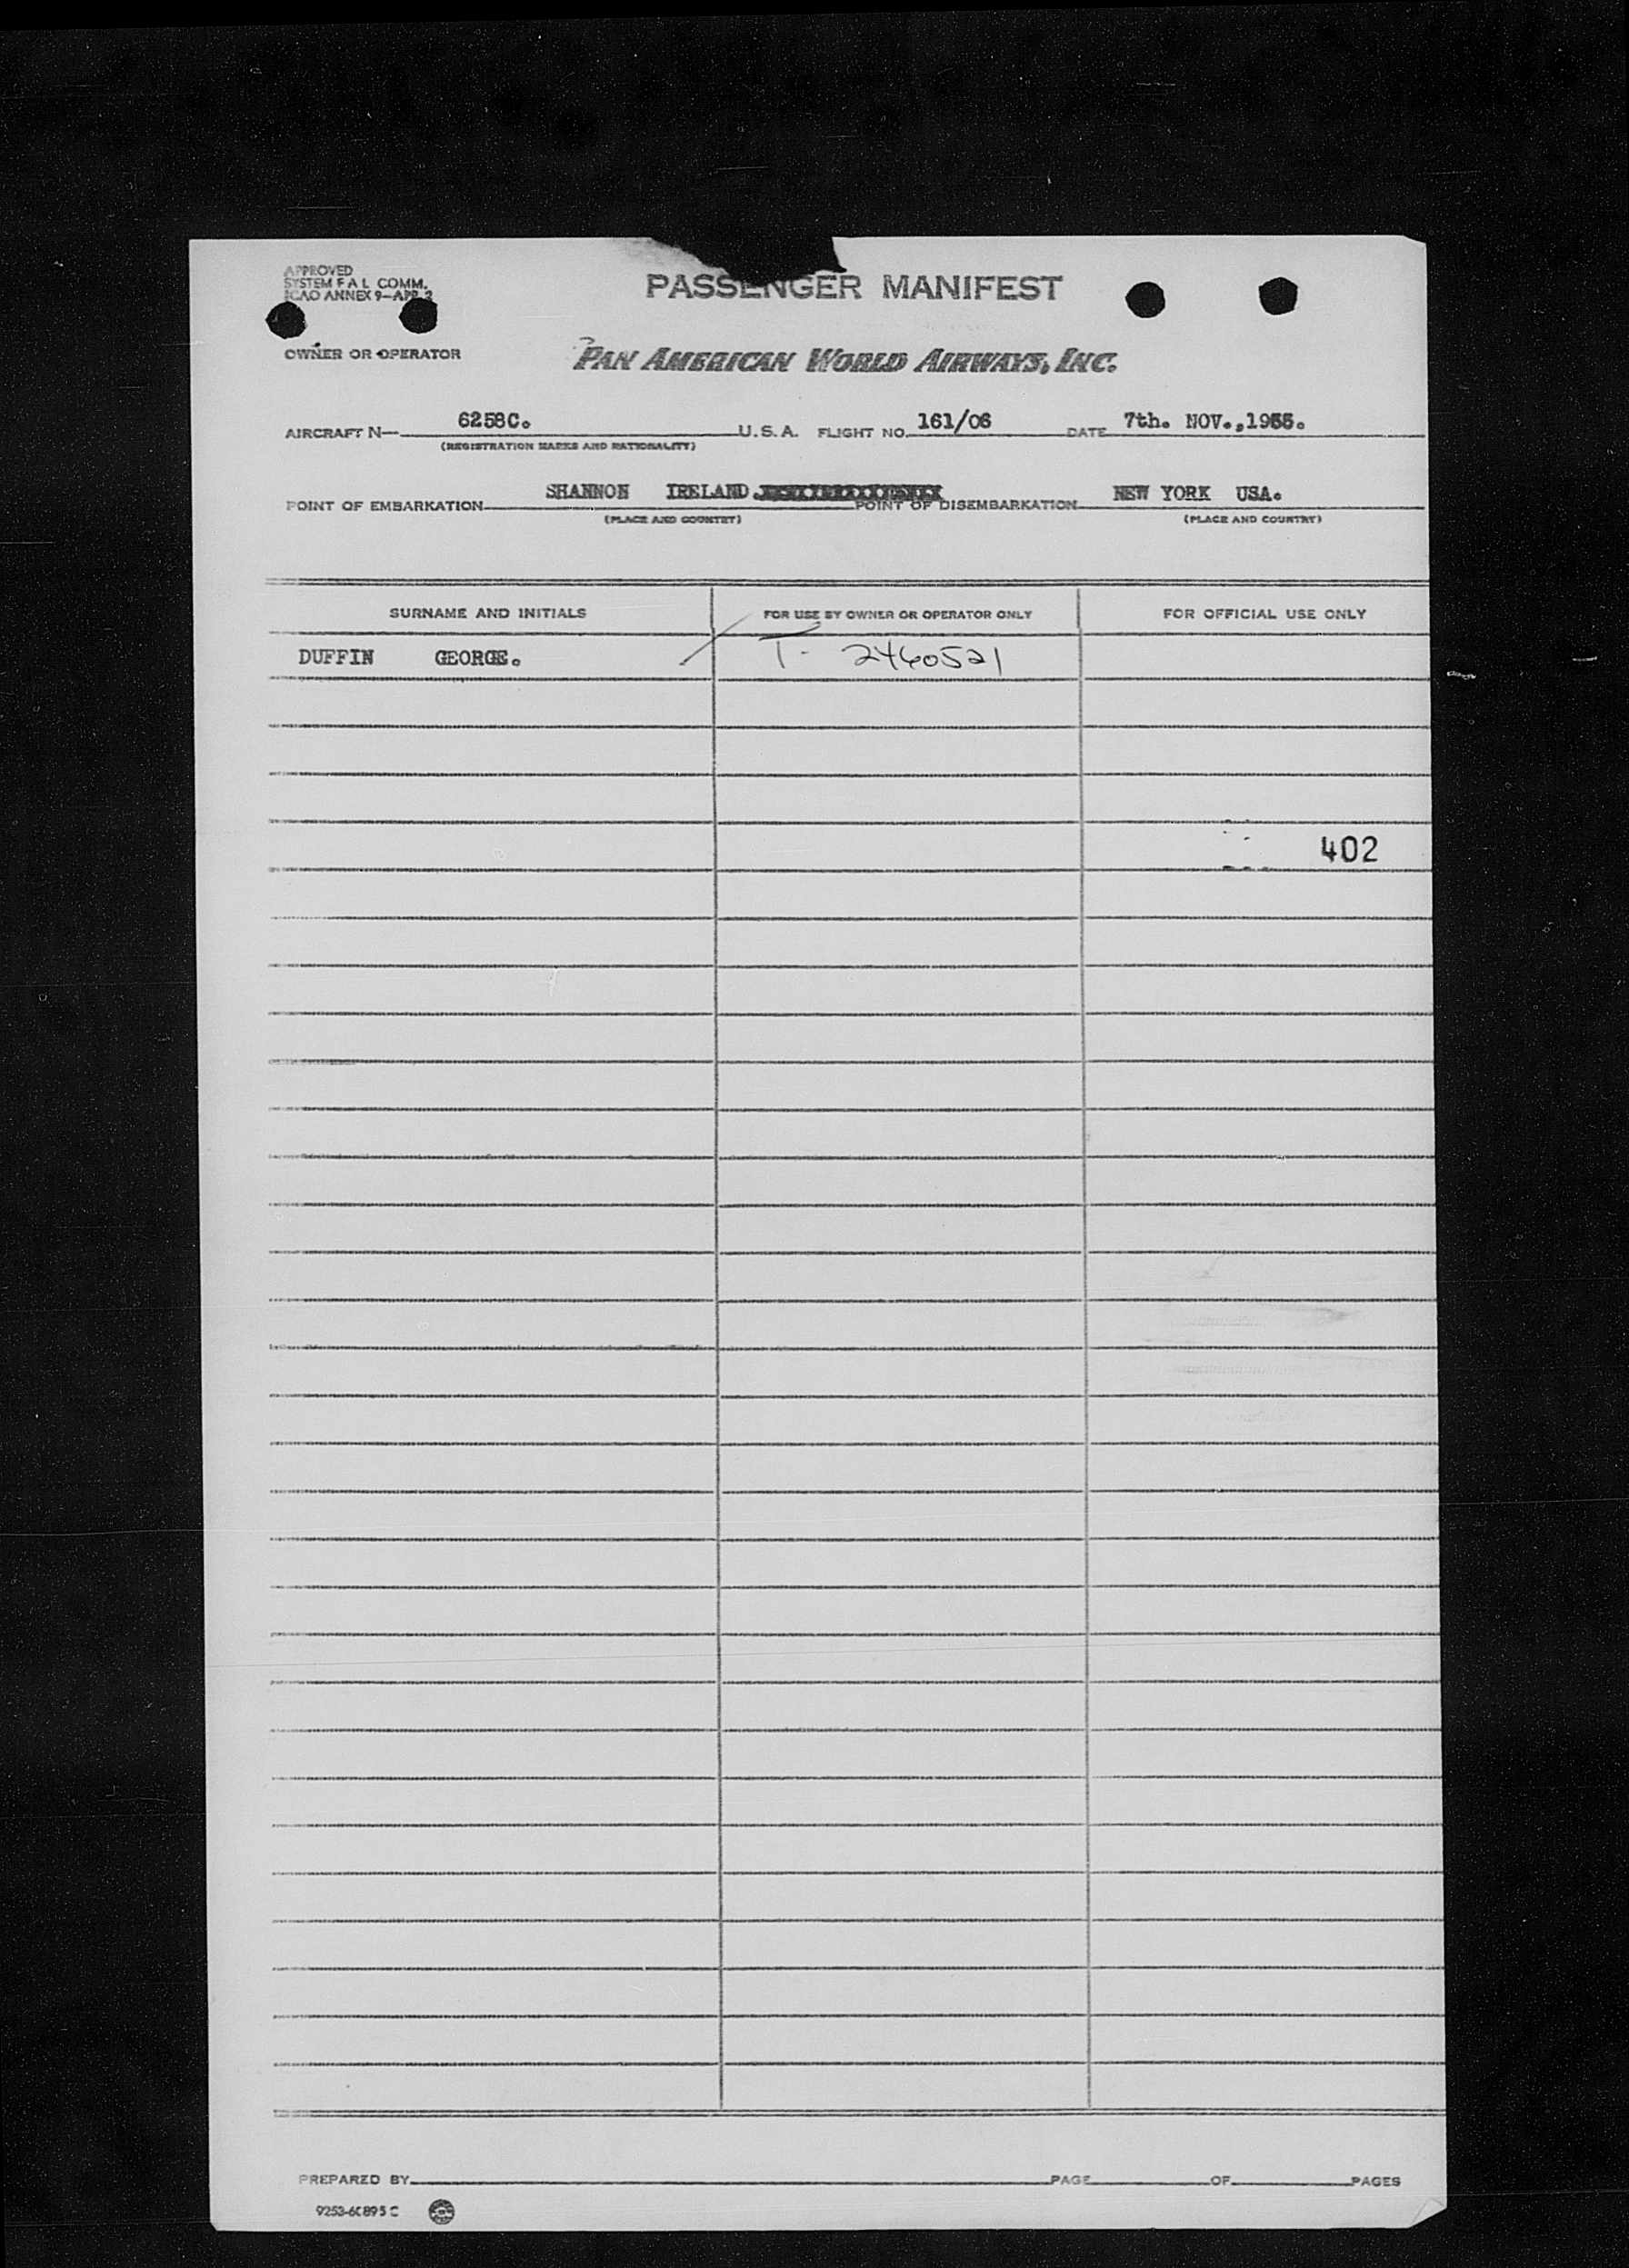 APPROVED
SYSTEM F A L COMM.
ICAO ANNEX 9—APP. 2
PASSENGER MANIFEST
OWNER OR OPERATOR
PAN AMERICAN WORLD AIRWAYS, INC.
AIRCRAFT N— 6258C. U.S.A. FLIGHT NO. 161/06 DATE 7th. NOV.,1955.
(REGISTRATION MARKS AND NATIONALITY)
POINT OF EMBARKATION SHANNON IRELAND. POINT OF DISEMBARKATION NEW YORK USA.
(PLACE AND COUNTRY) (PLACE AND COUNTRY)
SURNAME AND INITIALS FOR USE BY OWNER OR OPERATOR ONLY FOR OFFICIAL USE ONLY
DUFFIN GEORGE. T- 2460521
402
PREPARED BY PAGE OF PAGES